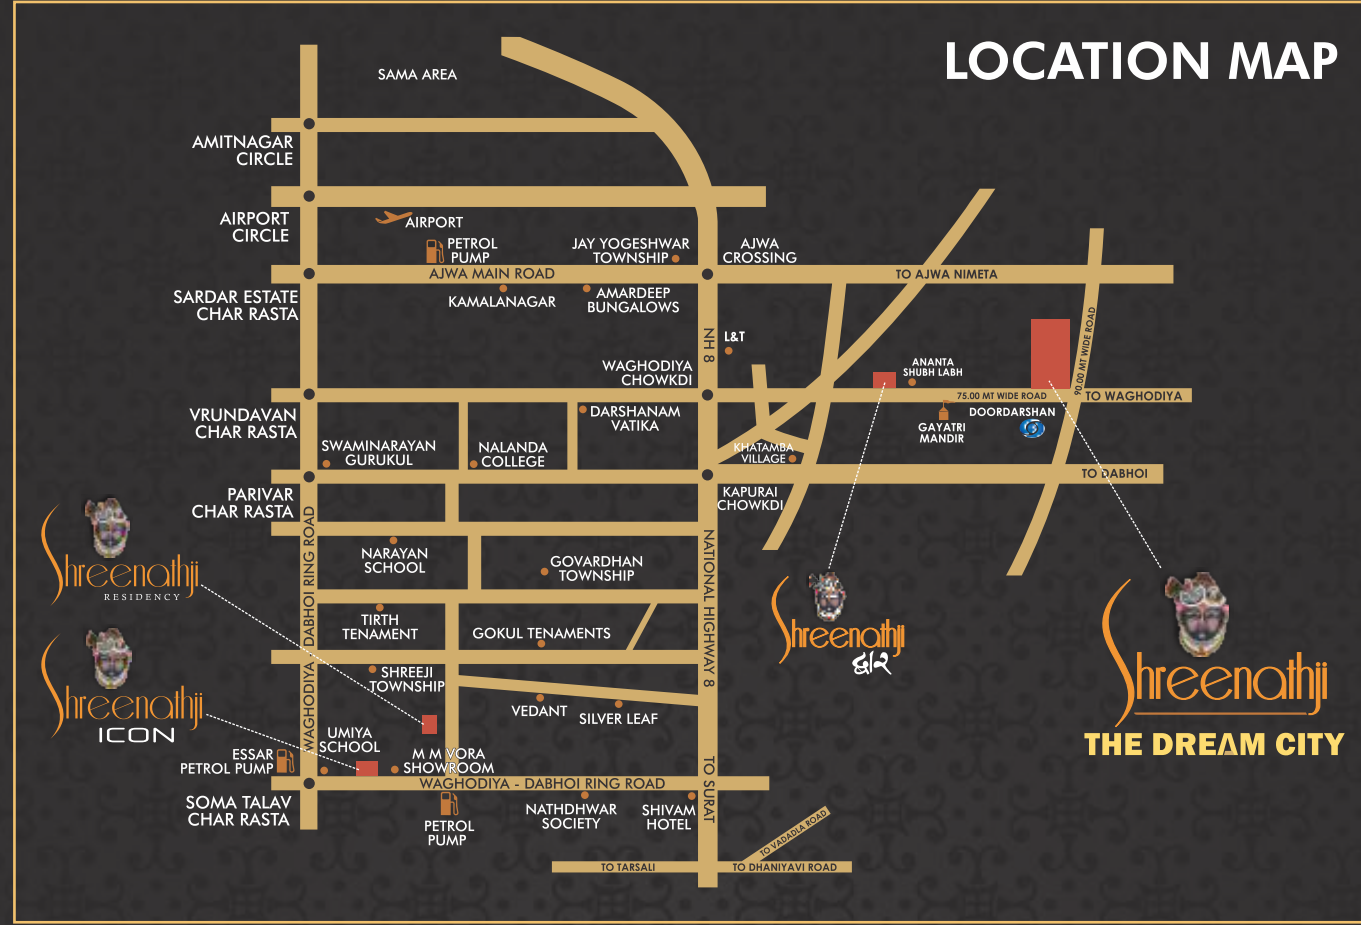 LOCATION MAP
SAMA AREA
AMITNAGAR
CIRCLE
AIRPORT
CIRCLE
AIRPORT
PETROL
PUMP
JAY YOGESHWAR
TOWNSHIP
AJWA
CROSSING
AJWA MAIN ROAD
TO AJWA NIMETA
SARDAR ESTATE
CHAR RASTA
KAMALANAGAR
AMARDEEP
BUNGALOWS
NH 8
L&T
90.00 MT WIDE ROAD
WAGHODIYA
CHOWKDI
ANANTA
SHUBH LABH
75.00 MT WIDE ROAD
TO WAGHODIYA
VRUNDAVAN
CHAR RASTA
DARSHANAM
VATIKA
GAYATRI
MANDIR
DOORDARSHAN
SWAMINARAYAN
GURUKUL
NALANDA
COLLEGE
KHATAMBA
VILLAGE
TO DABHOI
PARIVAR
CHAR RASTA
KAPURAI
CHOWKDI
WAGHODIYA - DABHOI RING ROAD
NATIONAL HIGHWAY 8
NARAYAN
SCHOOL
GOVARDHAN
TOWNSHIP
Shreenathji
RESIDENCY
TIRTH
TENAMENT
GOKUL TENAMENTS
Shreenathji
દ્વાર
Shreenathji
THE DREAM CITY
SHREEJI
TOWNSHIP
Shreenathji
ICON
VEDANT
SILVER LEAF
UMIYA
SCHOOL
ESSAR
PETROL PUMP
M M VORA
SHOWROOM
WAGHODIYA - DABHOI RING ROAD
TO SURAT
SOMA TALAV
CHAR RASTA
PETROL
PUMP
NATHDHWAR
SOCIETY
SHIVAM
HOTEL
TO VADADLA ROAD
TO TARSALI
TO DHANIYAVI ROAD